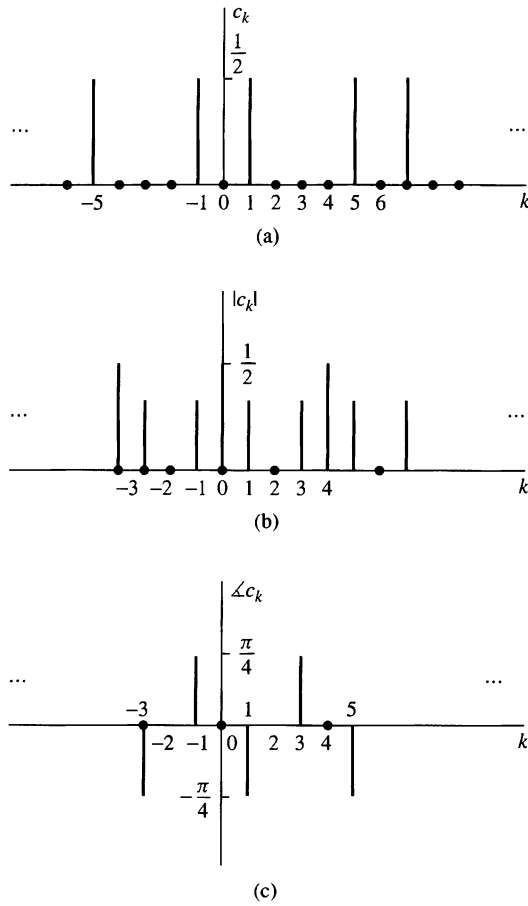 c_k
1/2
... ...
−5 −1 0 1 2 3 4 5 6 k
(a)
|c_k|
1/2
... ...
−3 −2 −1 0 1 2 3 4 k
(b)
∡c_k
π/4
... ...
−3 1 5
−2 −1 0 2 3 4 k
−π/4
(c)